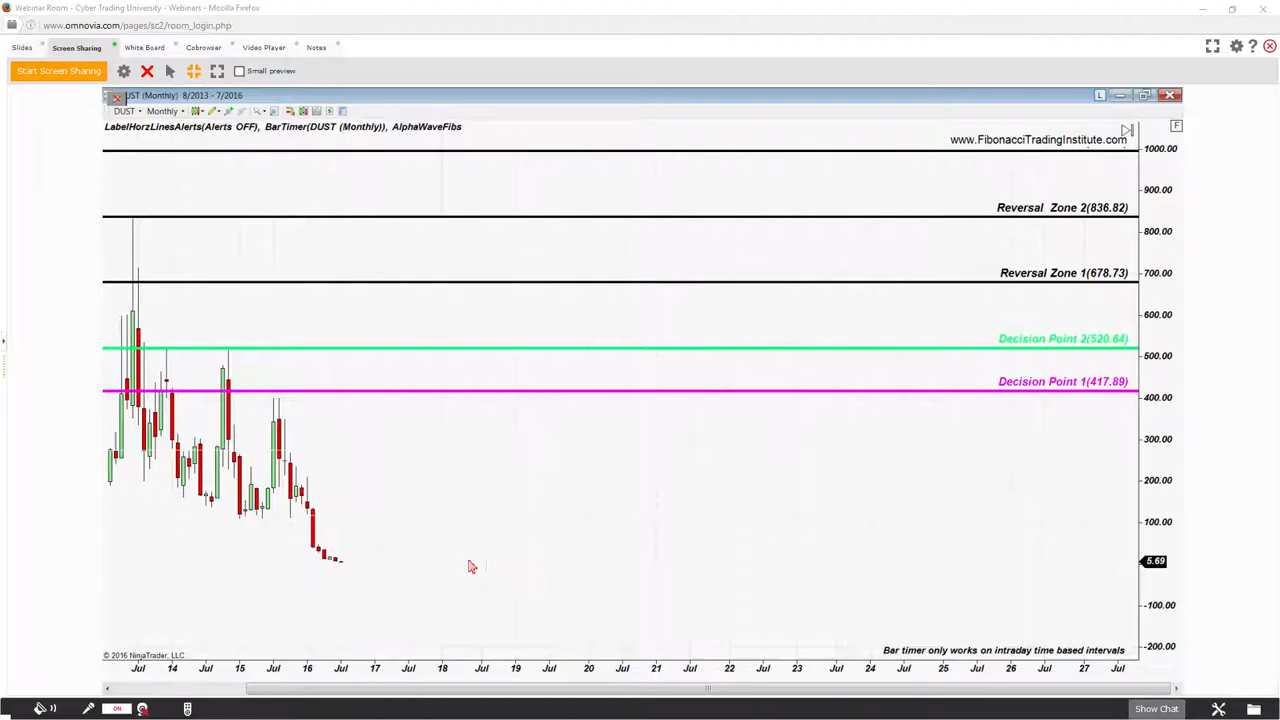 Webinar Room - Cyber Trading University - Webinars - Mozilla Firefox
www.omnovia.com/pages/sc2/room_login.php
Slides Screen Sharing White Board Cobrowser Video Player Notes
Start Screen Sharing Small preview
UST (Monthly) 8/2013 - 7/2016
L
DUST Monthly
LabelHorzLinesAlerts(Alerts OFF), BarTimer(DUST (Monthly)), AlphaWaveFibs
F
www.FibonacciTradingInstitute.com
1000.00
900.00
Reversal Zone 2(836.82)
800.00
Reversal Zone 1(678.73)
700.00
600.00
Decision Point 2(520.64)
500.00
Decision Point 1(417.89)
400.00
300.00
200.00
100.00
5.69
-100.00
-200.00
© 2016 NinjaTrader, LLC
Bar timer only works on intraday time based intervals
Jul 14 Jul 15 Jul 16 Jul 17 Jul 18 Jul 19 Jul 20 Jul 21 Jul 22 Jul 23 Jul 24 Jul 25 Jul 26 Jul 27 Jul
ON
Show Chat